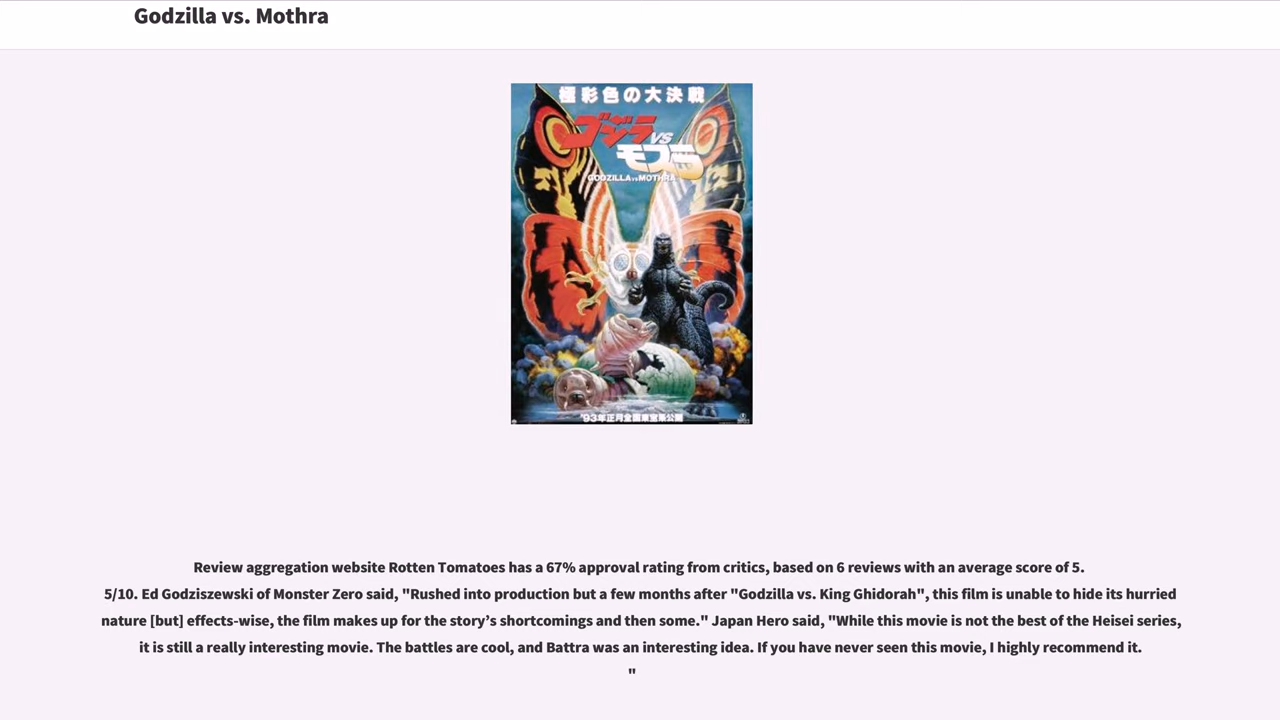 Godzilla vs. Mothra
極彩色の大決戦
ゴジラ
VS
モスラ
GODZILLA VS MOTHRA
'93年正月全国東宝系公開
Review aggregation website Rotten Tomatoes has a 67% approval rating from critics, based on 6 reviews with an average score of 5.
5/10. Ed Godziszewski of Monster Zero said, "Rushed into production but a few months after "Godzilla vs. King Ghidorah", this film is unable to hide its hurried
nature [but] effects-wise, the film makes up for the story’s shortcomings and then some." Japan Hero said, "While this movie is not the best of the Heisei series,
it is still a really interesting movie. The battles are cool, and Battra was an interesting idea. If you have never seen this movie, I highly recommend it.
"